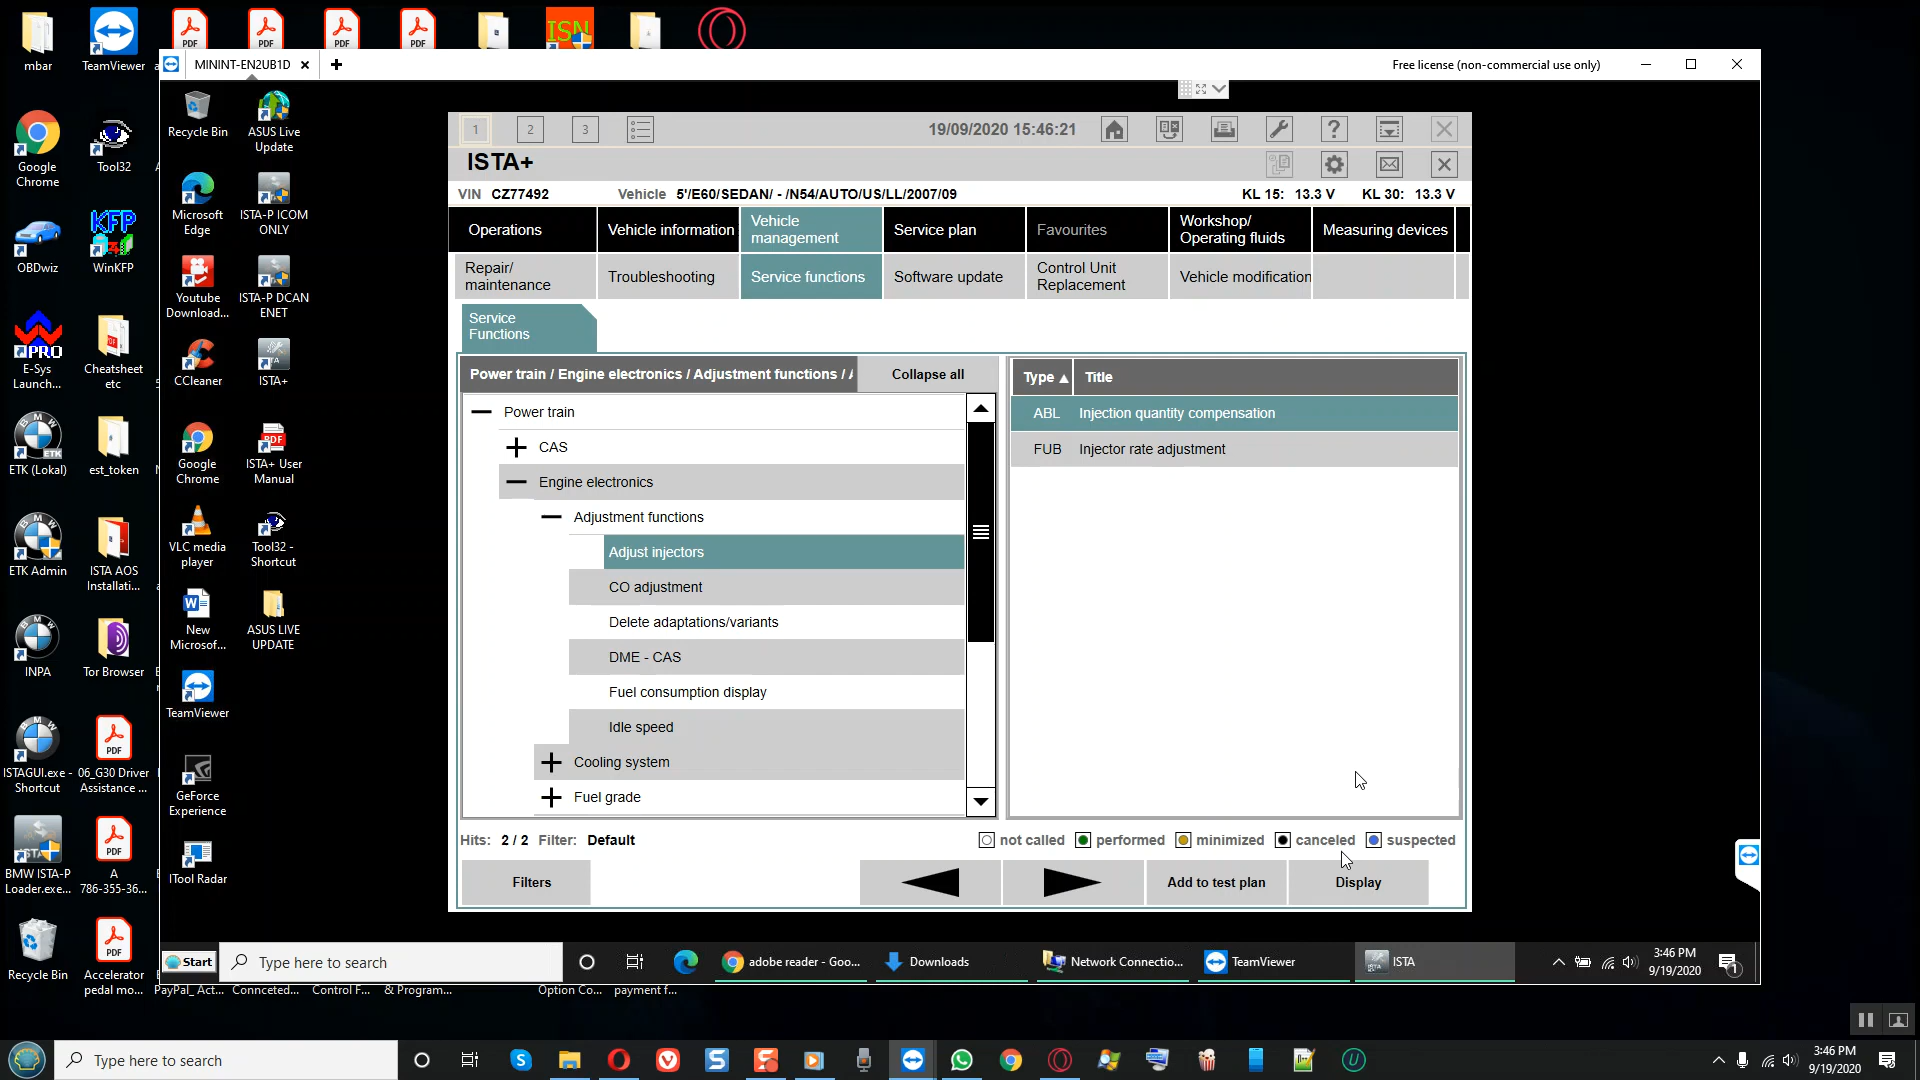 mbar
TeamViewer
ISN
MININT-EN2UB1D
Free license (non-commercial use only)
Google
Chrome
Tool32
OBDwiz
WinKFP
E-Sys
Launch...
Cheatsheet
etc
ETK (Lokal)
est_token
ETK Admin
ISTA AOS
Installati...
INPA
Tor Browser
ISTAGUI.exe -
Shortcut
06_G30 Driver
Assistance ...
BMW ISTA-P
Loader.exe...
A
786-355-36...
Recycle Bin
Accelerator
pedal mo...
PayPal_ Act...
Connceted...
Control F...
& Program...
Option Co...
payment f...
Recycle Bin
ASUS Live
Update
Microsoft
Edge
ISTA-P ICOM
ONLY
Youtube
Download...
ISTA-P DCAN
ENET
CCleaner
ISTA+
Google
Chrome
ISTA+ User
Manual
VLC media
player
Tool32 -
Shortcut
New
Microsof...
ASUS LIVE
UPDATE
TeamViewer
GeForce
Experience
ITool Radar
1
2
3
19/09/2020 15:46:21
ISTA+
VIN CZ77492
Vehicle 5'/E60/SEDAN/ - /N54/AUTO/US/LL/2007/09
KL 15: 13.3 V
KL 30: 13.3 V
Operations
Vehicle information
Vehicle
management
Service plan
Favourites
Workshop/
Operating fluids
Measuring devices
Repair/
maintenance
Troubleshooting
Service functions
Software update
Control Unit
Replacement
Vehicle modification
Service
Functions
Power train / Engine electronics / Adjustment functions /
Collapse all
Power train
CAS
Engine electronics
Adjustment functions
Adjust injectors
CO adjustment
Delete adaptations/variants
DME - CAS
Fuel consumption display
Idle speed
Cooling system
Fuel grade
Type
Title
ABL Injection quantity compensation
FUB Injector rate adjustment
Hits: 2 / 2 Filter: Default
not called
performed
minimized
canceled
suspected
Filters
Add to test plan
Display
Start
Type here to search
adobe reader - Goo...
Downloads
Network Connectio...
TeamViewer
ISTA
3:46 PM
9/19/2020
Type here to search
3:46 PM
9/19/2020